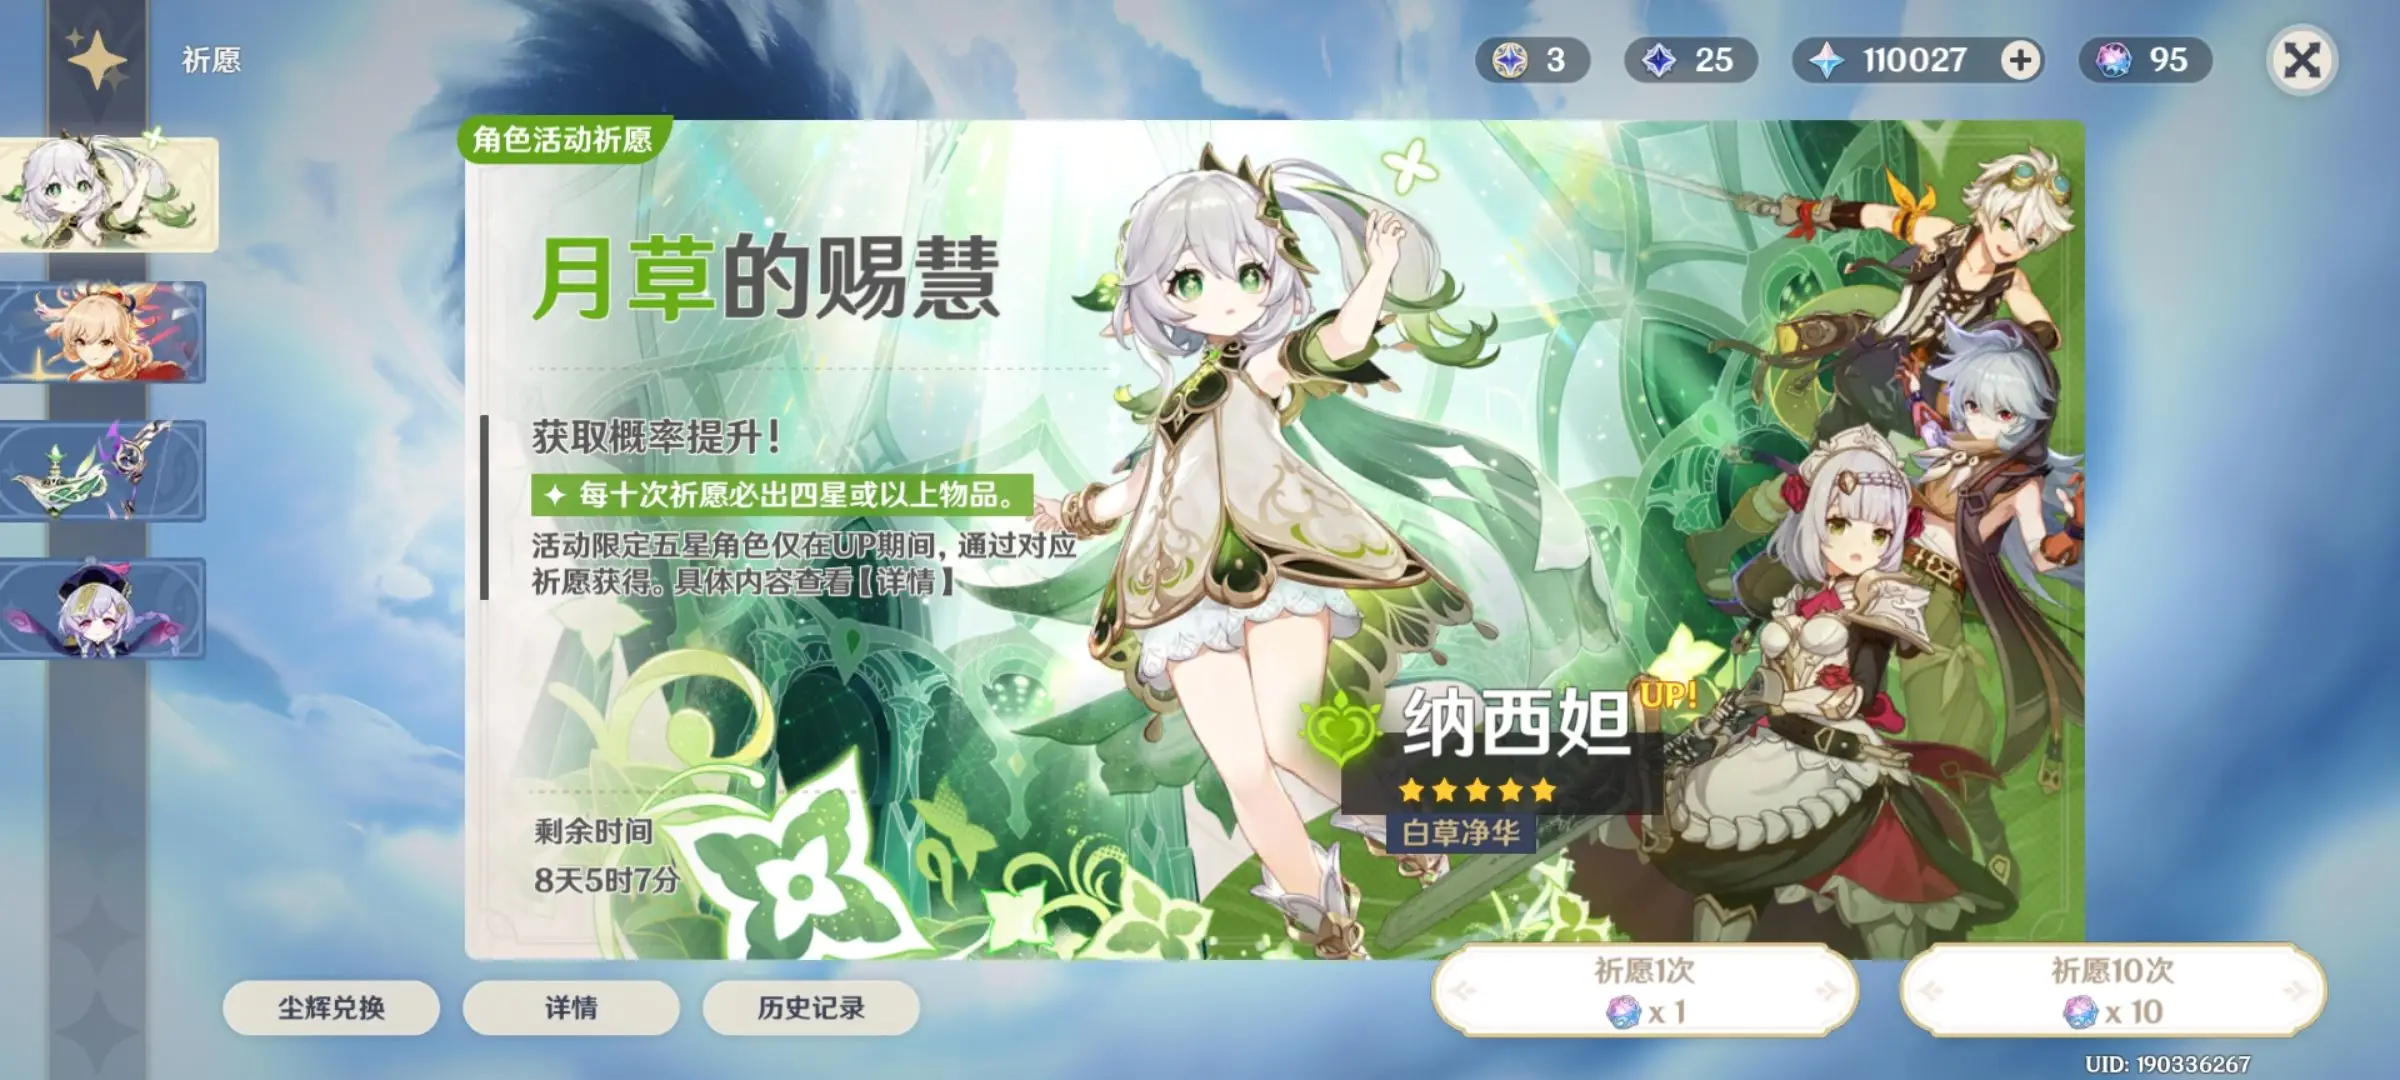 祈愿
3
25
110027
95
角色活动祈愿
月草的赐慧
获取概率提升！
每十次祈愿必出四星或以上物品。
活动限定五星角色仅在UP期间，通过对应
祈愿获得。具体内容查看【详情】
纳西妲
UP!
白草净华
剩余时间
8天5时7分
尘辉兑换
详情
历史记录
祈愿1次
x 1
祈愿10次
x 10
UID: 190336267